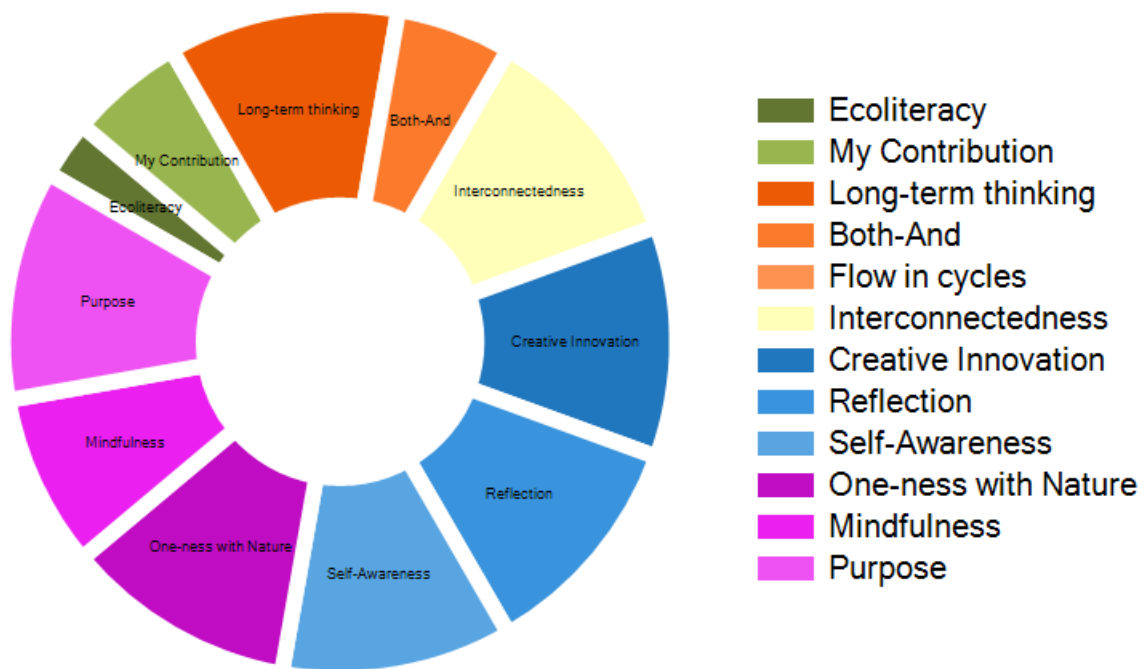 Long-term thinking
Both-And
My Contribution
Interconnectedness
Ecoliteracy
Purpose
Creative Innovation
Mindfulness
Reflection
One-ness with Nature
Self-Awareness
Ecoliteracy
My Contribution
Long-term thinking
Both-And
Flow in cycles
Interconnectedness
Creative Innovation
Reflection
Self-Awareness
One-ness with Nature
Mindfulness
Purpose